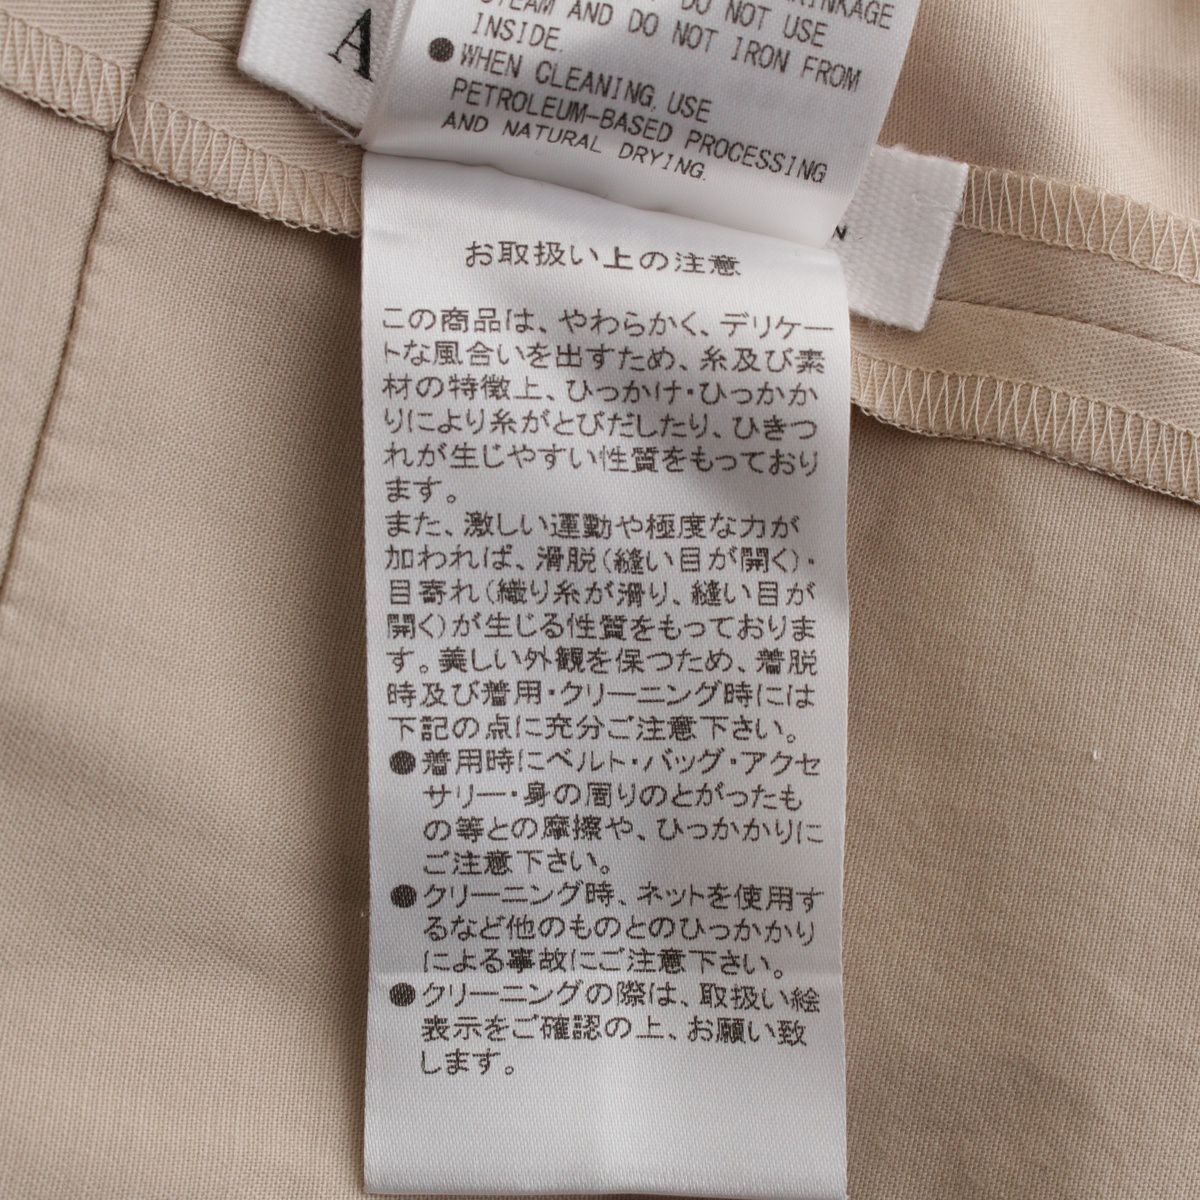 A
SHRINKAGE
DO NOT USE
STEAM AND DO NOT IRON FROM
INSIDE.
●WHEN CLEANING, USE
PETROLEUM-BASED PROCESSING
AND NATURAL DRYING.
N
お取扱い上の注意
この商品は、やわらかく、デリケー
トな風合いを出すため、糸及び素
材の特徴上、ひっかけ・ひっかか
りにより糸がとびだしたり、ひきつ
れが生じやすい性質をもっており
ます。
また、激しい運動や極度な力が
加われば、滑脱(縫い目が開く)・
目寄れ(織り糸が滑り、縫い目が
開く)が生じる性質をもっておりま
す。美しい外観を保つため、着脱
時及び着用・クリーニング時には
下記の点に充分ご注意下さい。
●着用時にベルト・バッグ・アクセ
サリー・身の周りのとがったも
の等との摩擦や、ひっかかりに
ご注意下さい。
●クリーニング時、ネットを使用す
るなど他のものとのひっかかり
による事故にご注意下さい。
●クリーニングの際は、取扱い絵
表示をご確認の上、お願い致
します。